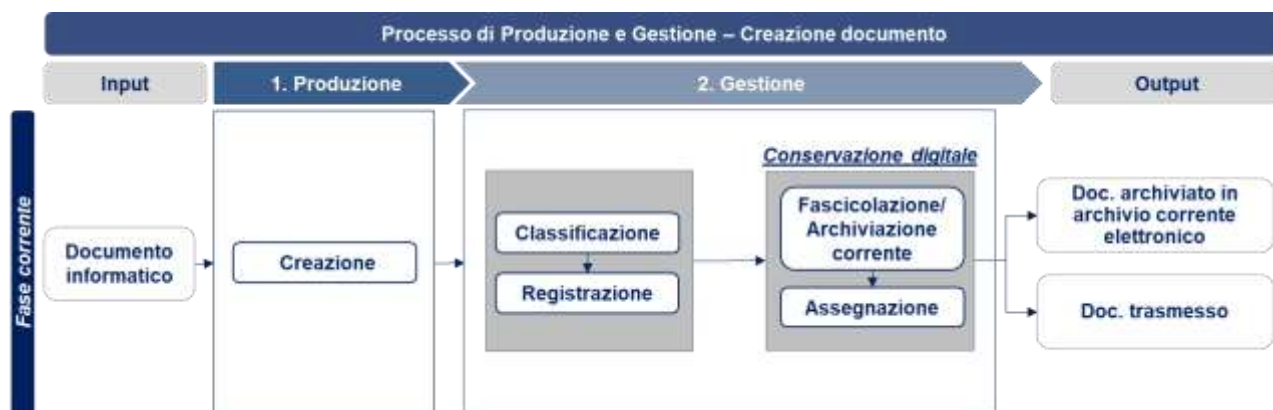 Processo di Produzione e Gestione – Creazione documento
Input
1. Produzione
2. Gestione
Output
Fase corrente
Documento
informatico
Creazione
Classificazione
Registrazione
Conservazione digitale
Fascicolazione/
Archiviazione
corrente
Assegnazione
Doc. archiviato in
archivio corrente
elettronico
Doc. trasmesso